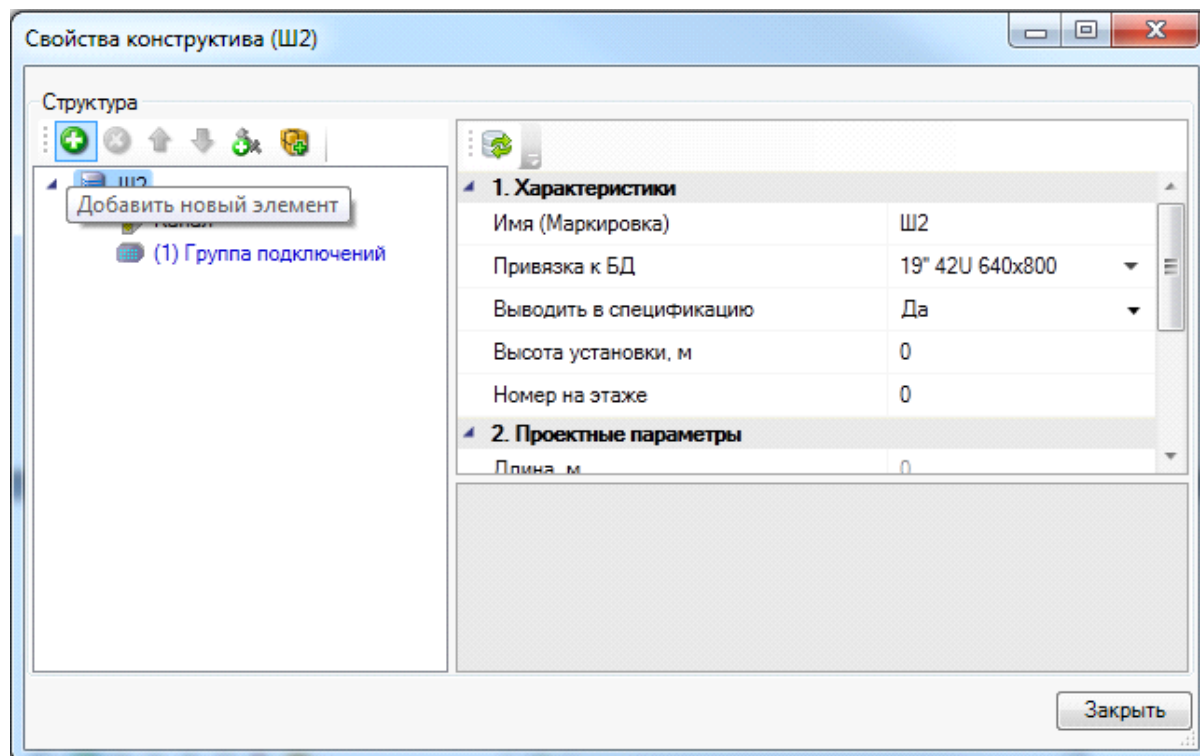 Свойства конструктива (Ш2)
Структура
Ш2
Добавить новый элемент
Канал
(1) Группа подключений
1. Характеристики
Имя (Маркировка) Ш2
Привязка к БД 19" 42U 640x800
Выводить в спецификацию Да
Высота установки, м 0
Номер на этаже 0
2. Проектные параметры
Длина, м 0
Закрыть